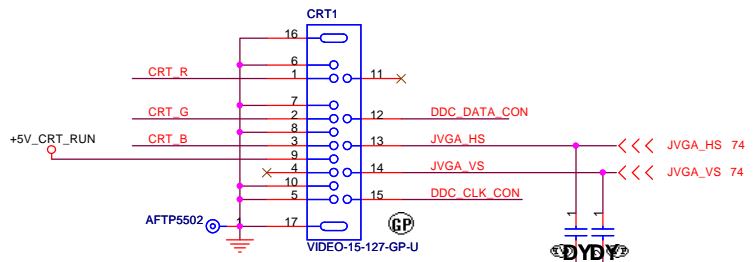 CRT1
16
6
CRT_R 1 11
7
CRT_G 2 12 DDC_DATA_CON
8
+5V_CRT_RUN CRT_B 3 13 JVGA_HS JVGA_HS 74
9
4 14 JVGA_VS JVGA_VS 74
10
5 15 DDC_CLK_CON
AFTP5502 1 17 GP
VIDEO-15-127-GP-U
1 1
DY DY